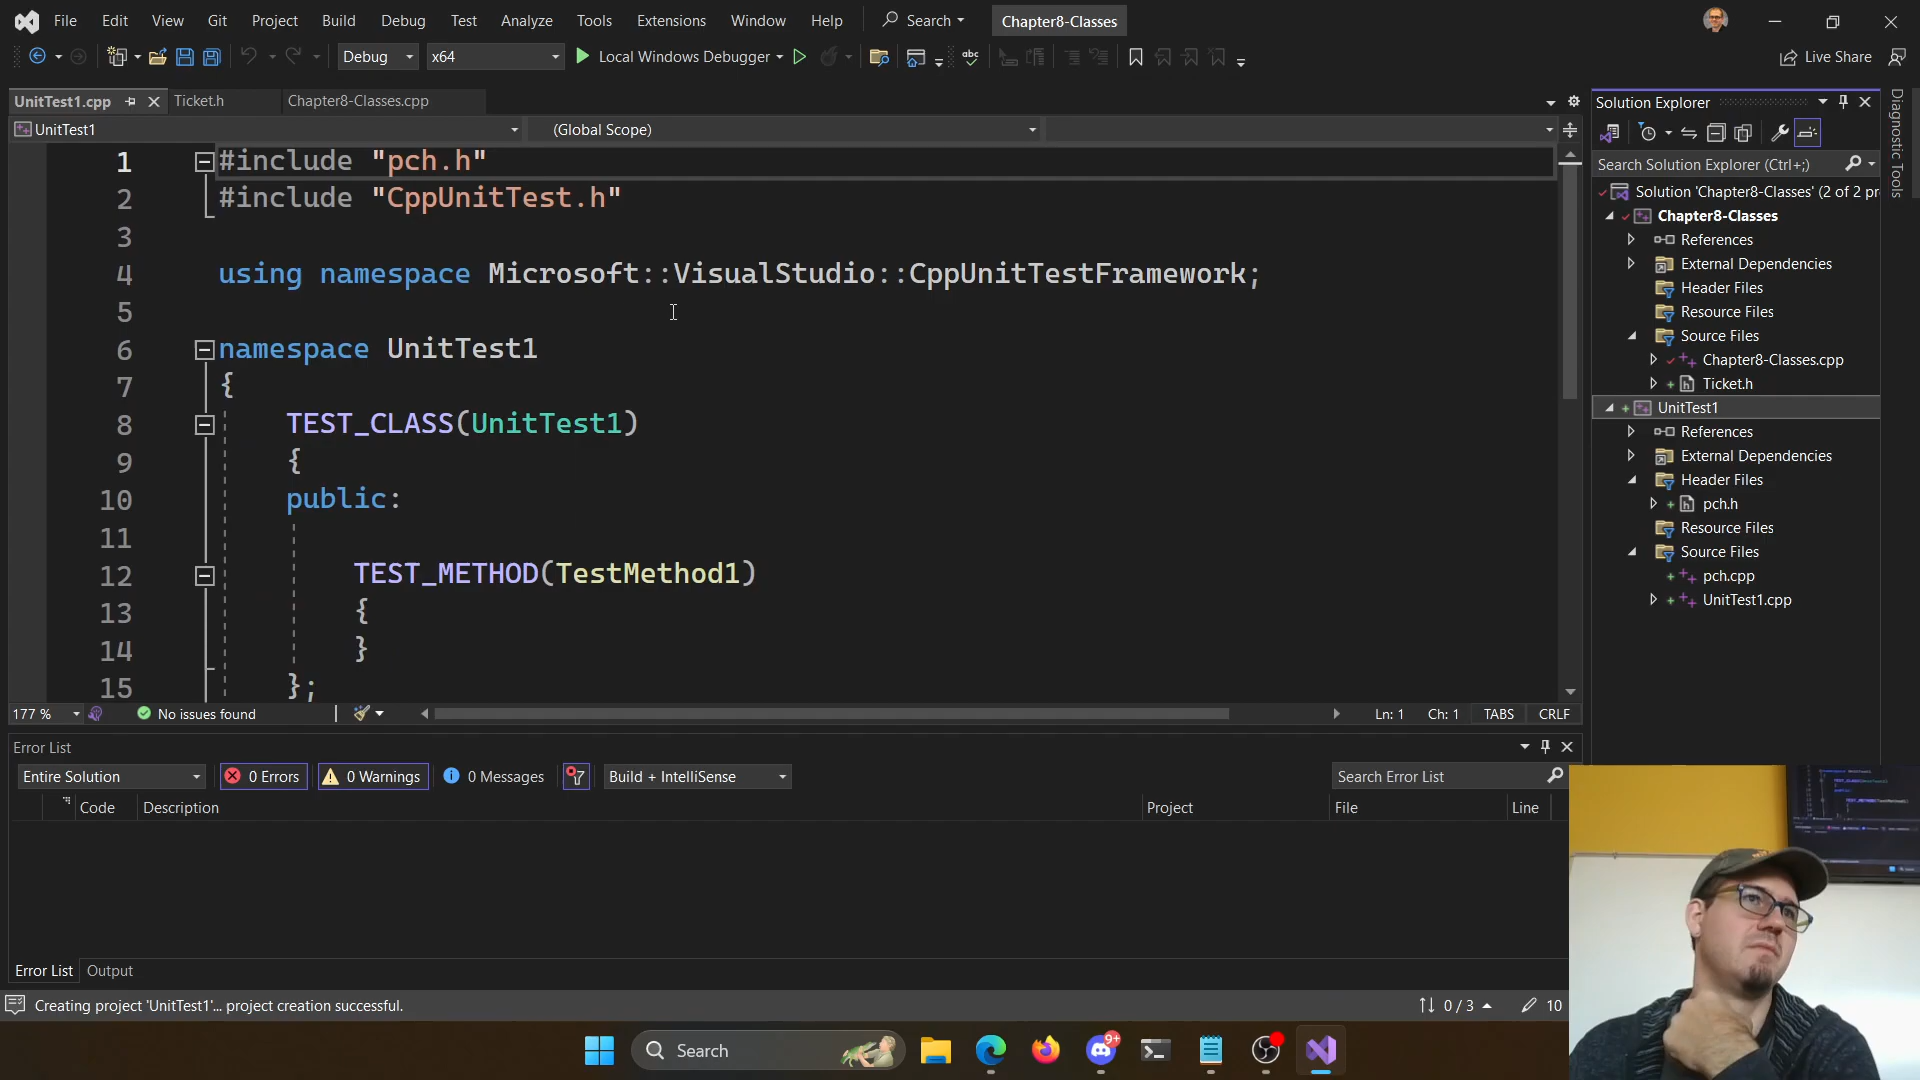 File Edit View Git Project Build Debug Test Analyze Tools Extensions Window Help Search Chapter8-Classes
Debug x64 Local Windows Debugger Live Share
UnitTest1.cpp Ticket.h Chapter8-Classes.cpp
UnitTest1 (Global Scope)
1 #include "pch.h"
2 #include "CppUnitTest.h"
3
4 using namespace Microsoft::VisualStudio::CppUnitTestFramework;
5
6 namespace UnitTest1
7 {
8 TEST_CLASS(UnitTest1)
9 {
10 public:
11
12 TEST_METHOD(TestMethod1)
13 {
14 }
15 };
177 % No issues found Ln: 1 Ch: 1 TABS CRLF
Error List
Entire Solution 0 Errors 0 Warnings 0 Messages Build + IntelliSense Search Error List
Code Description Project File Line
Error List Output
Creating project 'UnitTest1'... project creation successful. 0 / 3 10
Solution Explorer
Search Solution Explorer (Ctrl+;)
Solution 'Chapter8-Classes' (2 of 2 pr
Chapter8-Classes
References
External Dependencies
Header Files
Resource Files
Source Files
Chapter8-Classes.cpp
Ticket.h
UnitTest1
References
External Dependencies
Header Files
pch.h
Resource Files
Source Files
pch.cpp
UnitTest1.cpp
Diagnostic Tools
Search 9+